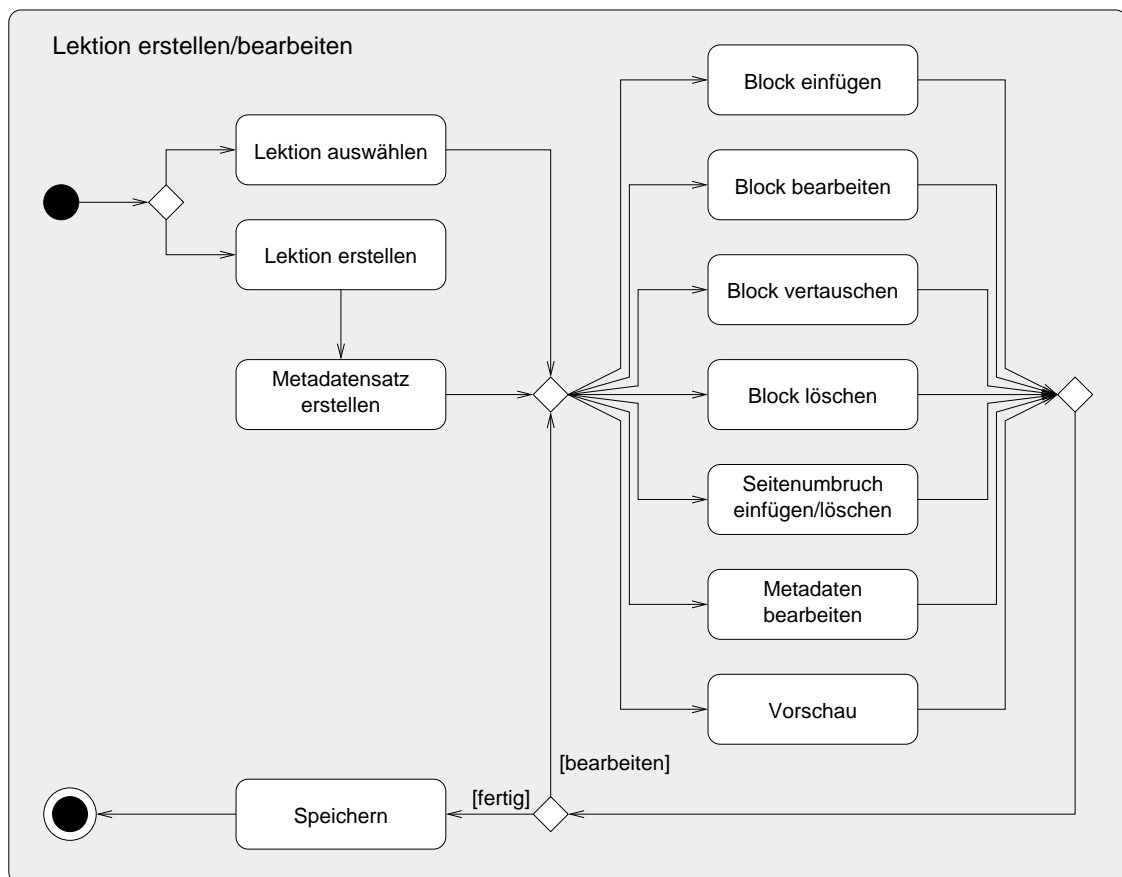 Lektion erstellen/bearbeiten
Lektion auswählen
Lektion erstellen
Metadatensatz
erstellen
Block einfügen
Block bearbeiten
Block vertauschen
Block löschen
Seitenumbruch
einfügen/löschen
Metadaten
bearbeiten
Vorschau
[bearbeiten]
[fertig]
Speichern